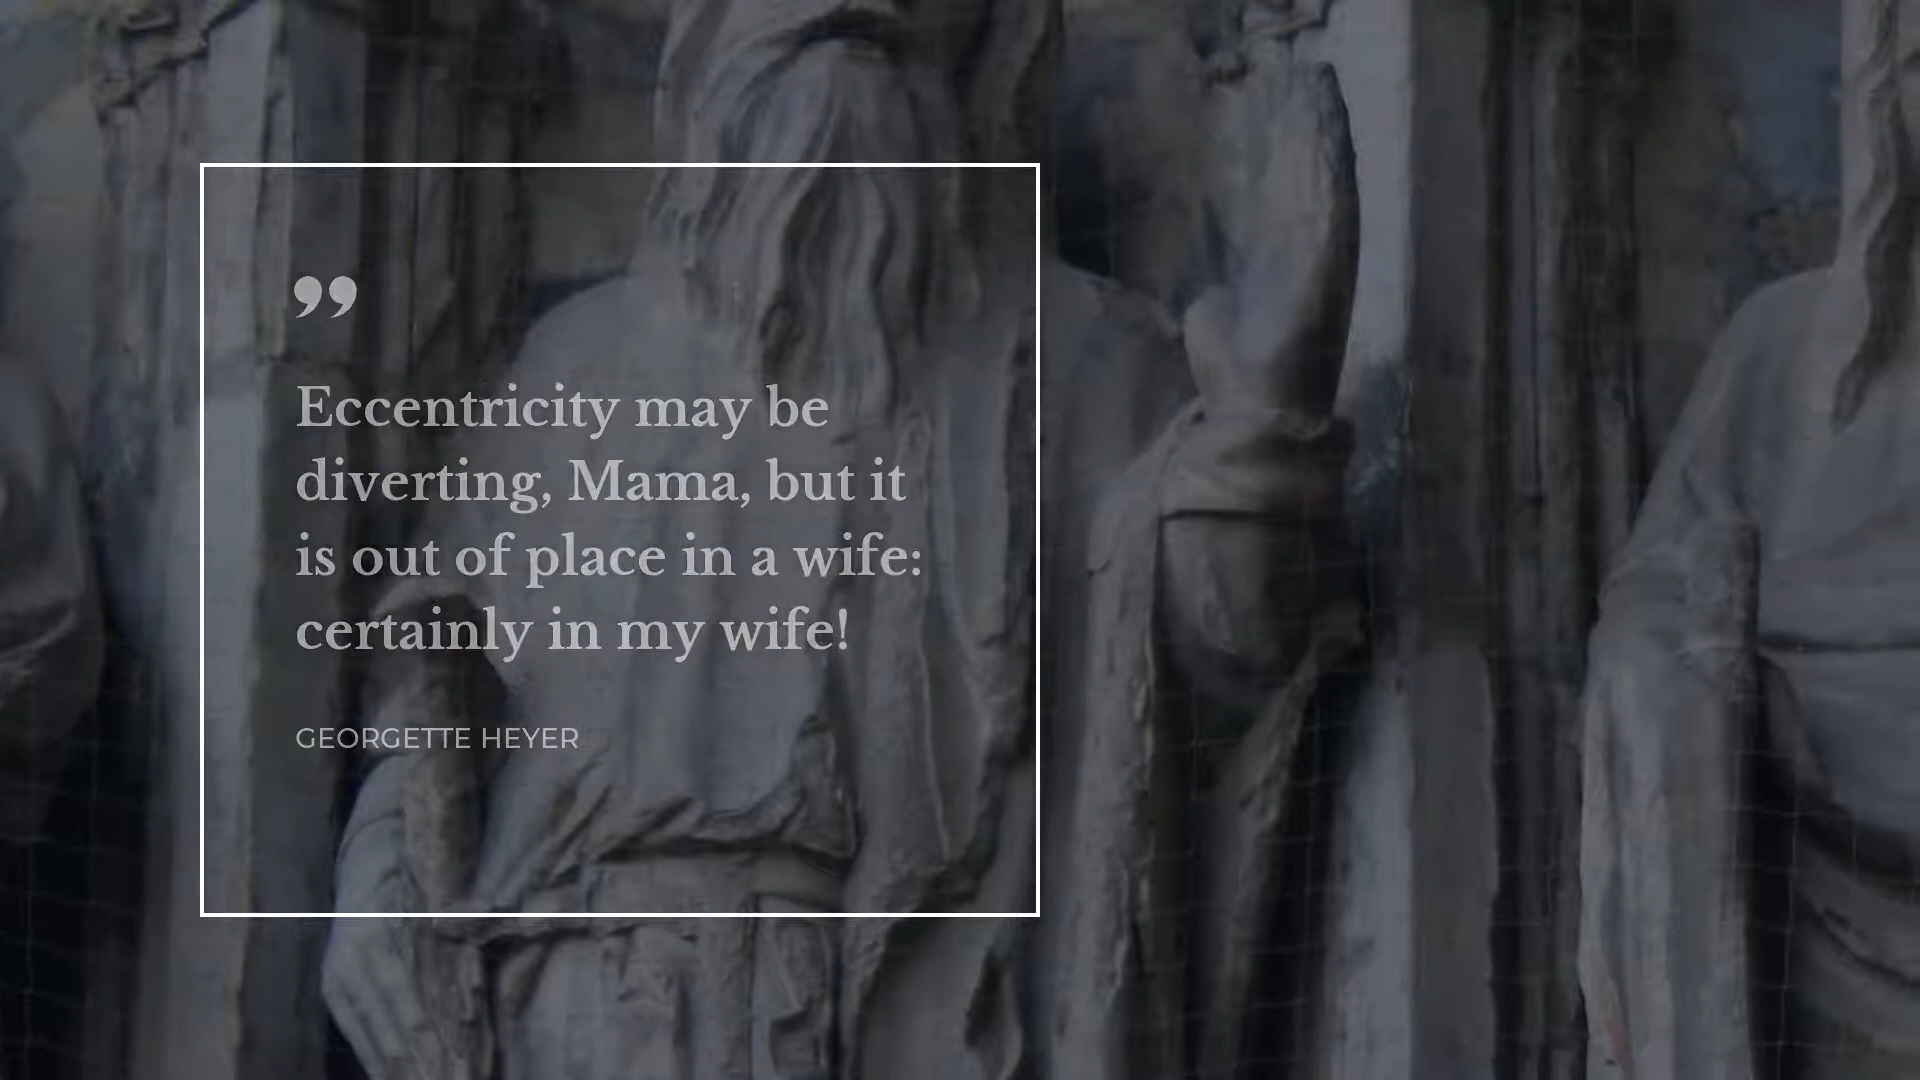 ”
Eccentricity may be
diverting, Mama, but it
is out of place in a wife:
certainly in my wife!
GEORGETTE HEYER